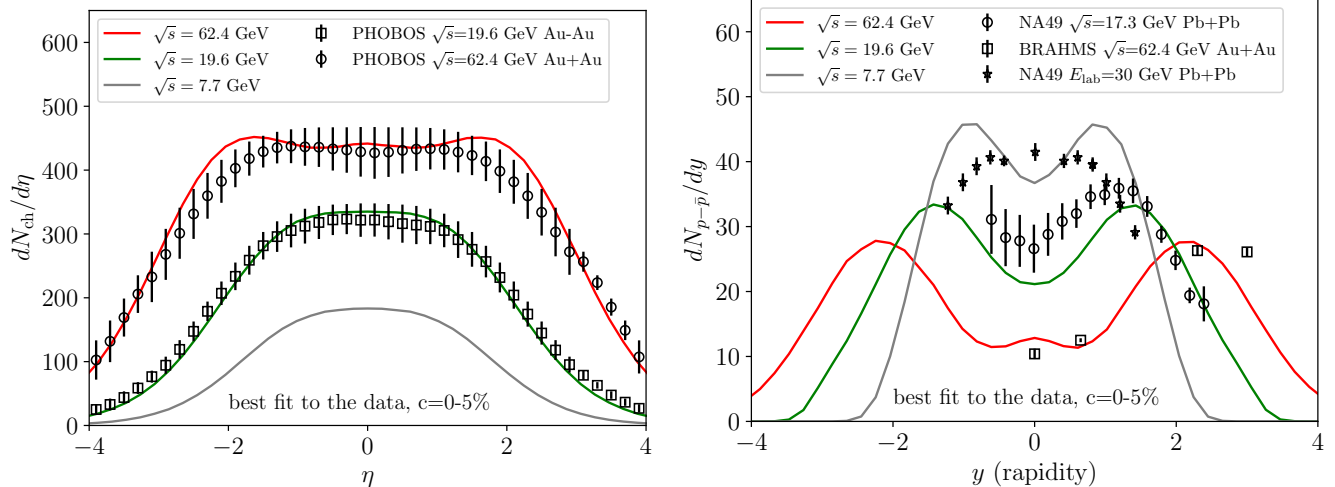 600
500
400
300
200
100
0
dN_ch/dη
√s = 62.4 GeV
√s = 19.6 GeV
√s = 7.7 GeV
PHOBOS √s=19.6 GeV Au-Au
PHOBOS √s=62.4 GeV Au+Au
best fit to the data, c=0-5%
−4 −2 0 2 4
η
60
50
40
30
20
10
0
dN_{p−p̄}/dy
√s = 62.4 GeV
√s = 19.6 GeV
√s = 7.7 GeV
NA49 √s=17.3 GeV Pb+Pb
BRAHMS √s=62.4 GeV Au+Au
NA49 E_lab=30 GeV Pb+Pb
best fit to the data, c=0-5%
−4 −2 0 2 4
y (rapidity)